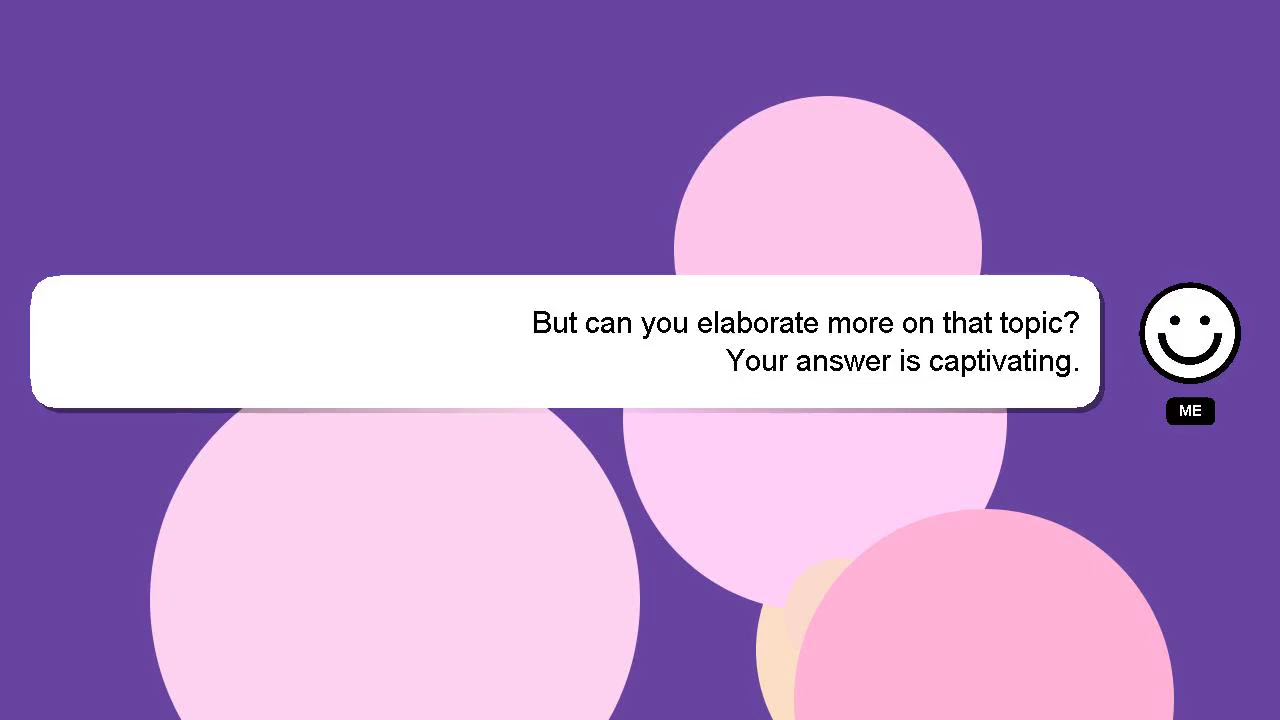 But can you elaborate more on that topic?
Your answer is captivating.
ME